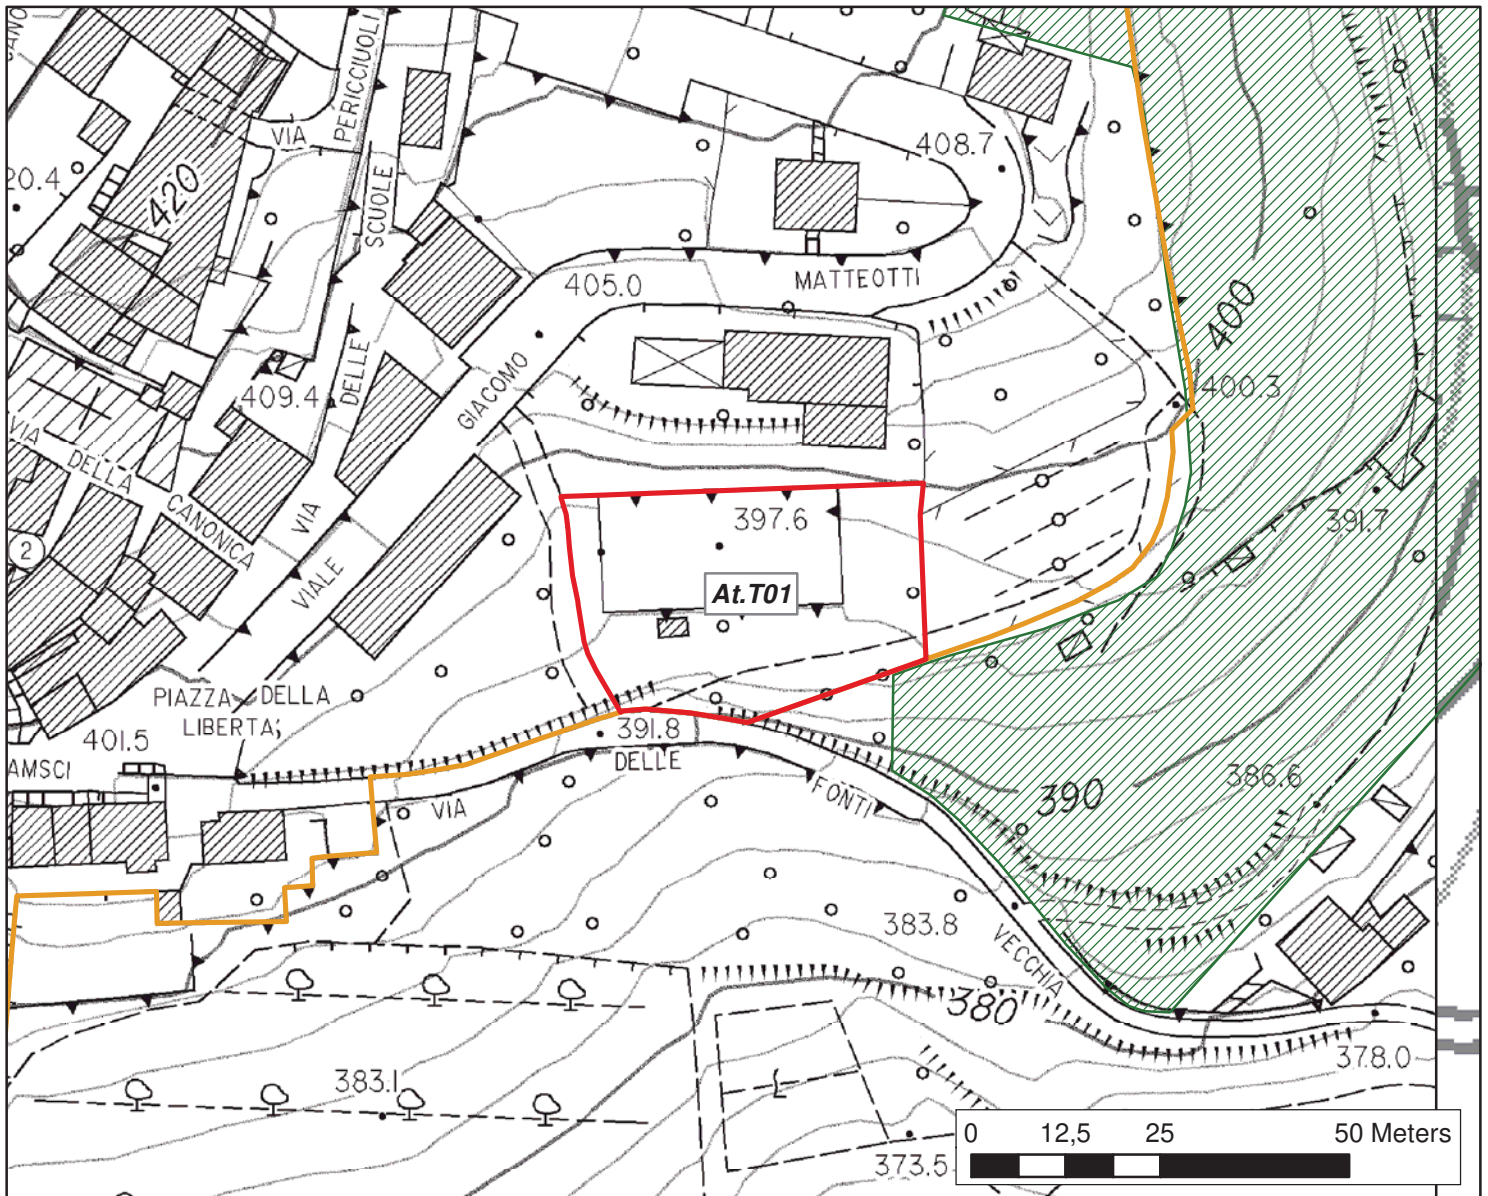 VIA
PERICCIUOLI
SCUOLE
DELLE
VIA
20.4
420
408.7
405.0
MATTEOTTI
GIACOMO
VIALE
409.4
400
400.3
VIA
DELLA
CANONICA
2
397.6
At.T01
391.7
PIAZZA DELLA
LIBERTA'
401.5
AMSCI
391.8
VIA
DELLE
FONTI
VECCHIA
390
386.6
383.8
380
378.0
383.1
373.5
0 12,5 25 50 Meters